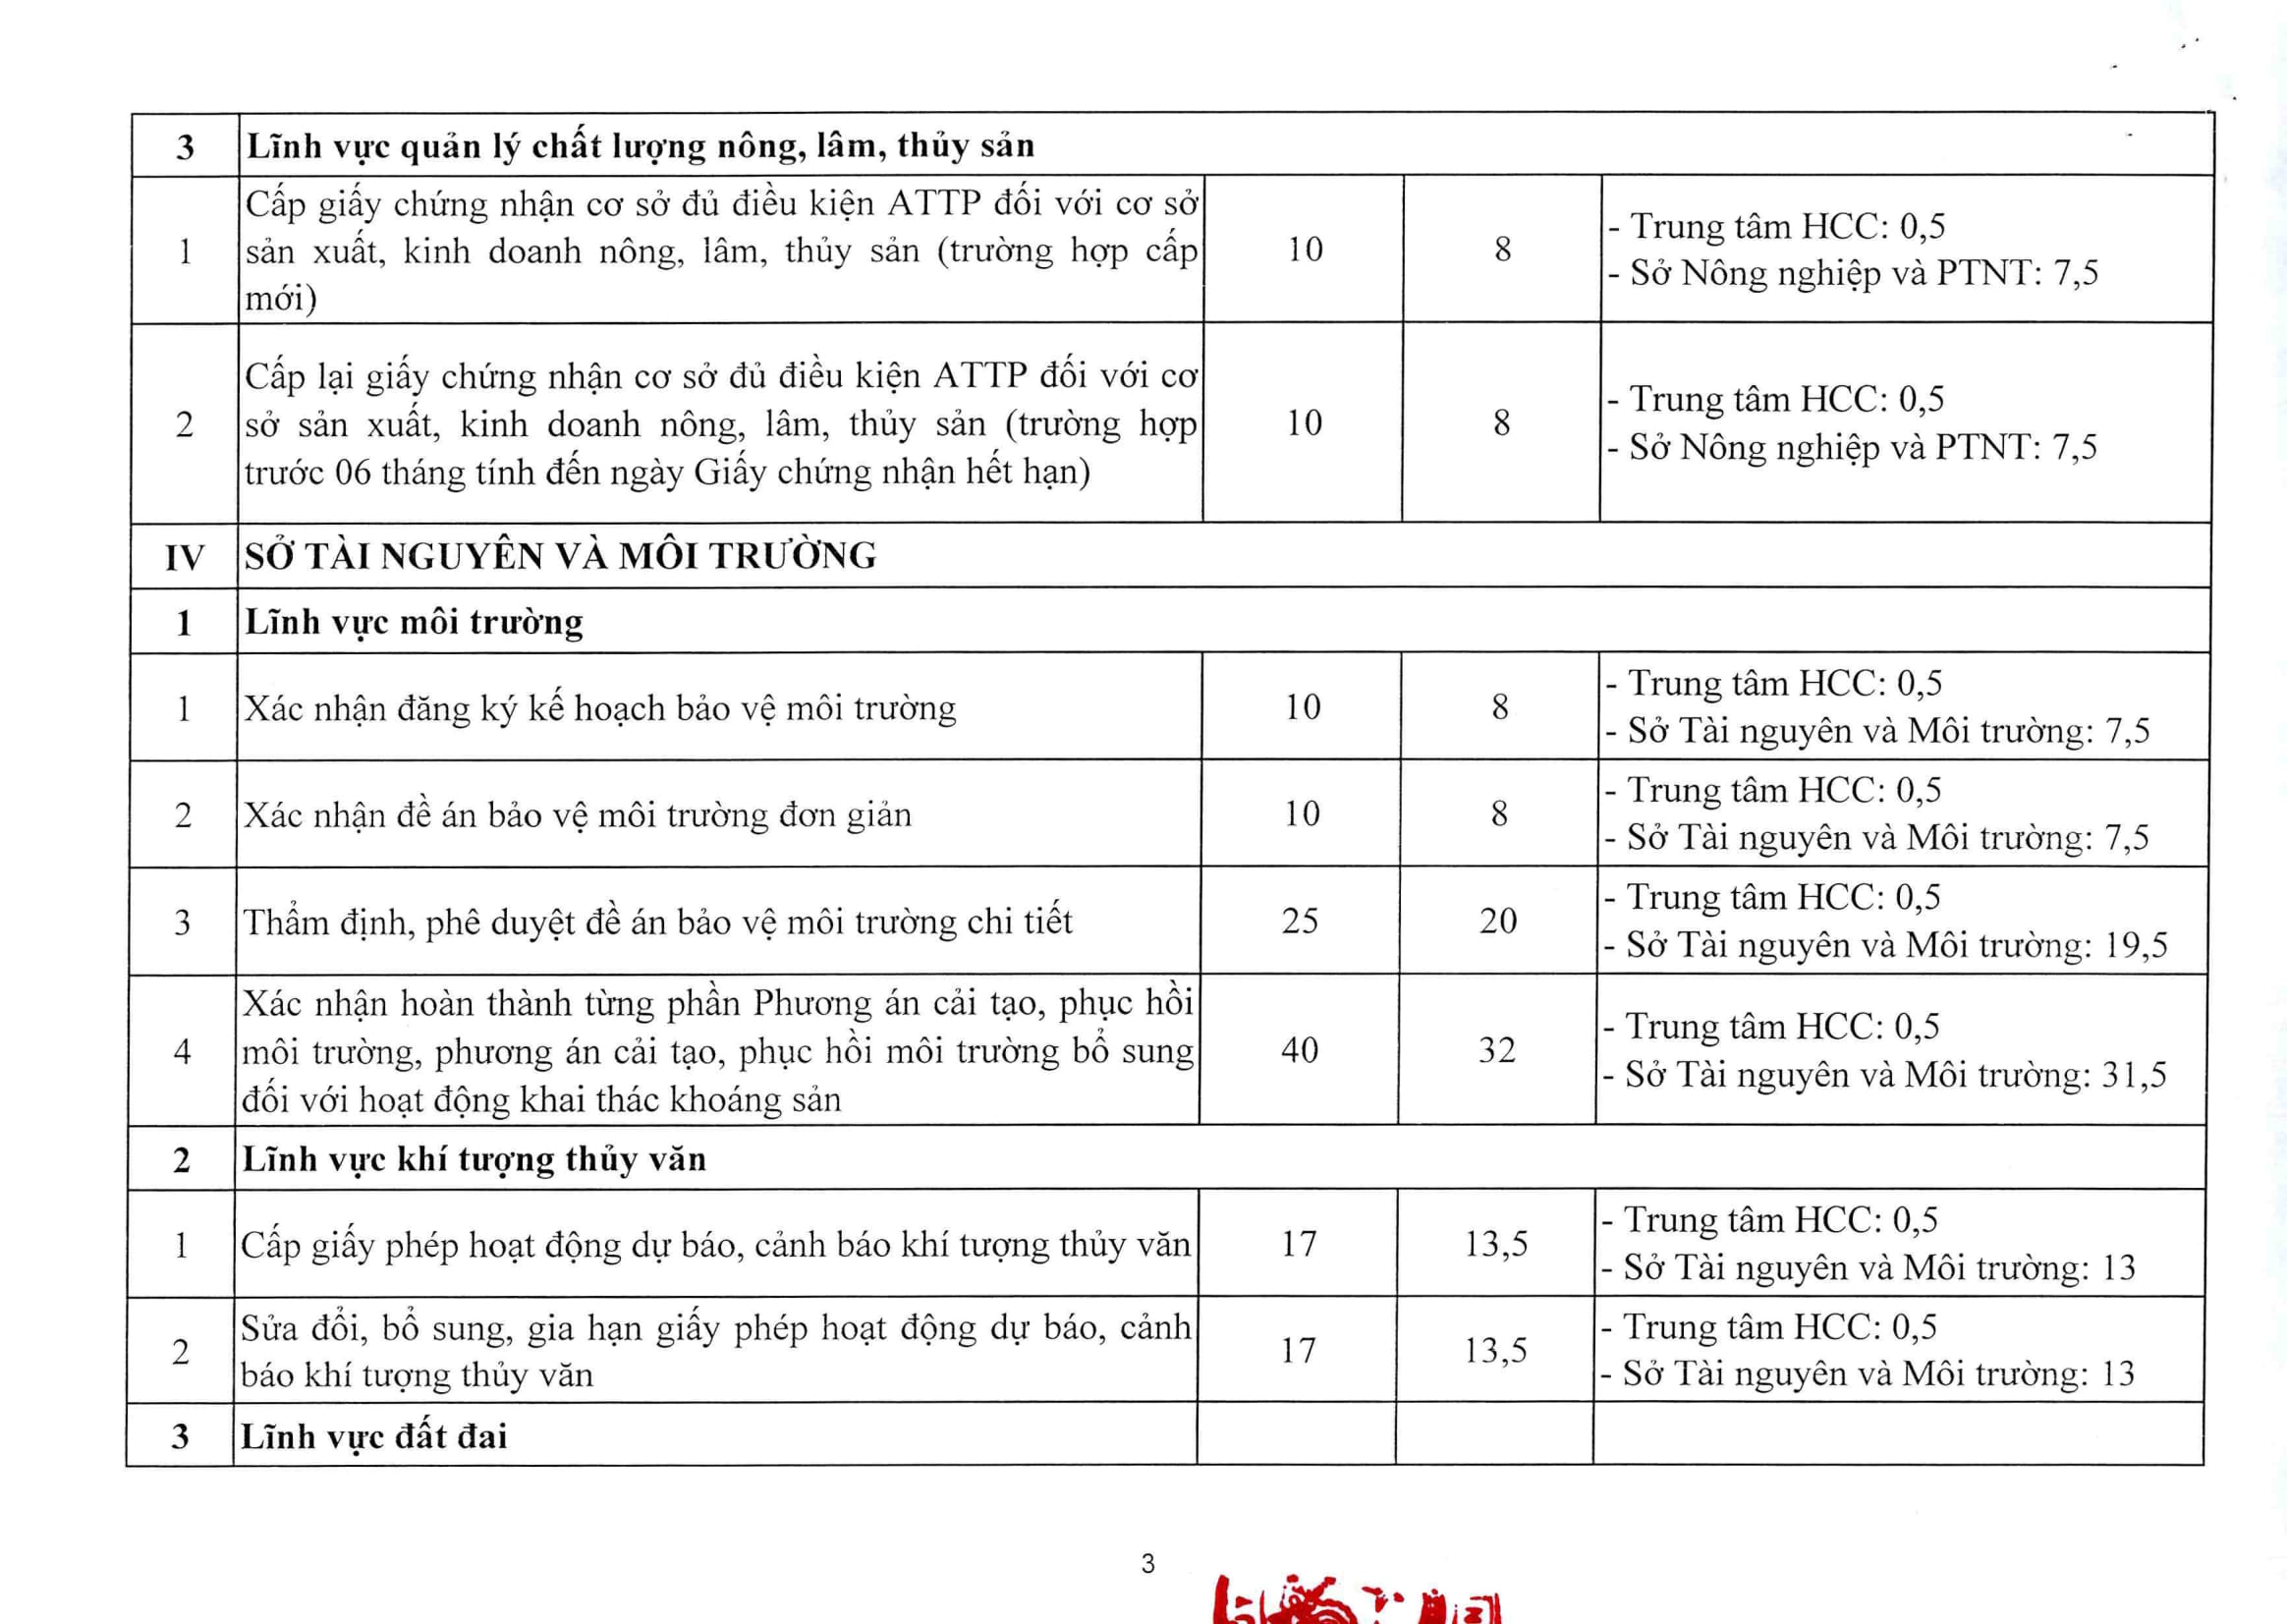 3 Lĩnh vực quản lý chất lượng nông, lâm, thủy sản
Cấp giấy chứng nhận cơ sở đủ điều kiện ATTP đối với cơ sở
1 sản xuất, kinh doanh nông, lâm, thủy sản (trường hợp cấp 10 8
mới)
- Trung tâm HCC: 0,5
- Sở Nông nghiệp và PTNT: 7,5
Cấp lại giấy chứng nhận cơ sở đủ điều kiện ATTP đối với cơ
2 sở sản xuất, kinh doanh nông, lâm, thủy sản (trường hợp 10 8
trước 06 tháng tính đến ngày Giấy chứng nhận hết hạn)
- Trung tâm HCC: 0,5
- Sở Nông nghiệp và PTNT: 7,5
IV SỞ TÀI NGUYÊN VÀ MÔI TRƯỜNG
1 Lĩnh vực môi trường
1 Xác nhận đăng ký kế hoạch bảo vệ môi trường 10 8
- Trung tâm HCC: 0,5
- Sở Tài nguyên và Môi trường: 7,5
2 Xác nhận đề án bảo vệ môi trường đơn giản 10 8
- Trung tâm HCC: 0,5
- Sở Tài nguyên và Môi trường: 7,5
3 Thẩm định, phê duyệt đề án bảo vệ môi trường chi tiết 25 20
- Trung tâm HCC: 0,5
- Sở Tài nguyên và Môi trường: 19,5
Xác nhận hoàn thành từng phần Phương án cải tạo, phục hồi
4 môi trường, phương án cải tạo, phục hồi môi trường bổ sung 40 32
đối với hoạt động khai thác khoáng sản
- Trung tâm HCC: 0,5
- Sở Tài nguyên và Môi trường: 31,5
2 Lĩnh vực khí tượng thủy văn
1 Cấp giấy phép hoạt động dự báo, cảnh báo khí tượng thủy văn 17 13,5
- Trung tâm HCC: 0,5
- Sở Tài nguyên và Môi trường: 13
2 Sửa đổi, bổ sung, gia hạn giấy phép hoạt động dự báo, cảnh 17 13,5
báo khí tượng thủy văn
- Trung tâm HCC: 0,5
- Sở Tài nguyên và Môi trường: 13
3 Lĩnh vực đất đai
3